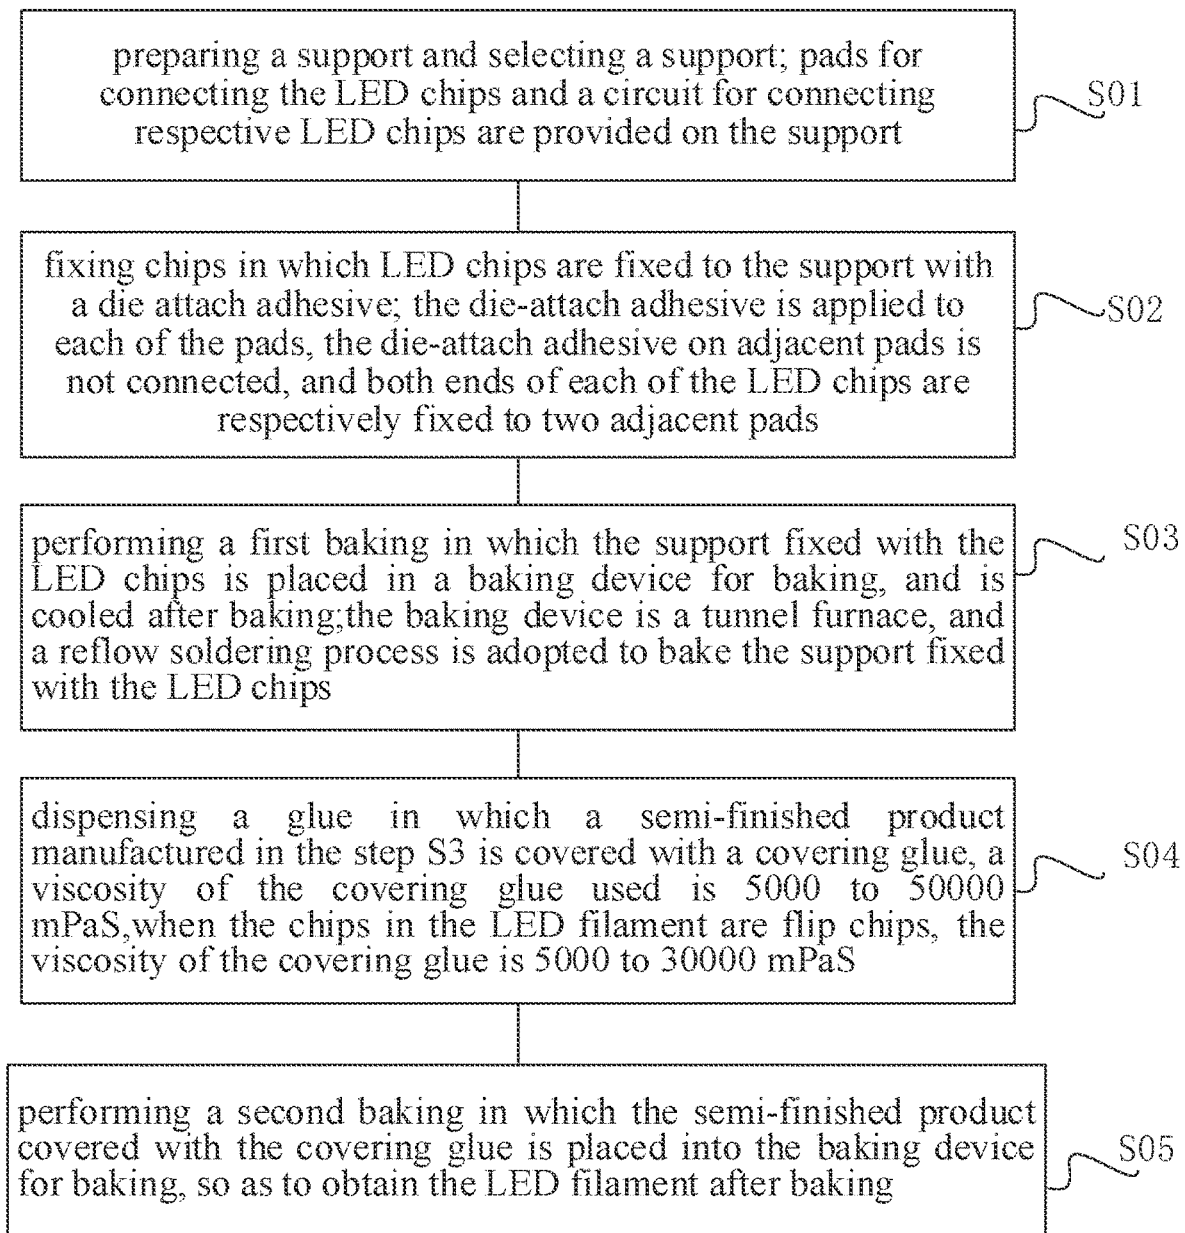 preparing a support and selecting a support; pads for
connecting the LED chips and a circuit for connecting
respective LED chips are provided on the support
S01
fixing chips in which LED chips are fixed to the support with
a die attach adhesive; the die-attach adhesive is applied to
each of the pads, the die-attach adhesive on adjacent pads is
not connected, and both ends of each of the LED chips are
respectively fixed to two adjacent pads
S02
performing a first baking in which the support fixed with the
LED chips is placed in a baking device for baking, and is
cooled after baking;the baking device is a tunnel furnace, and
a reflow soldering process is adopted to bake the support fixed
with the LED chips
S03
dispensing a glue in which a semi-finished product
manufactured in the step S3 is covered with a covering glue, a
viscosity of the covering glue used is 5000 to 50000
mPaS,when the chips in the LED filament are flip chips, the
viscosity of the covering glue is 5000 to 30000 mPaS
S04
performing a second baking in which the semi-finished product
covered with the covering glue is placed into the baking device
for baking, so as to obtain the LED filament after baking
S05